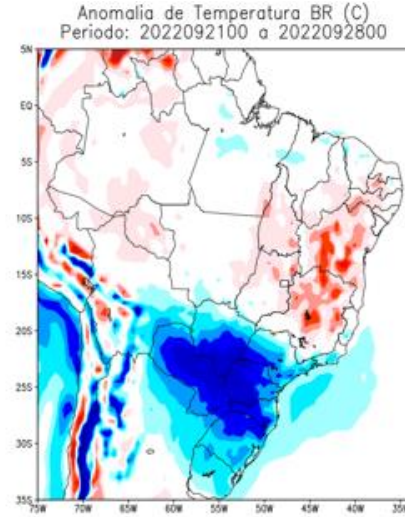 Anomalia de Temperatura BR (C)
Periodo: 2022092100 a 2022092800
5N
EQ
5S
10S
15S
20S
25S
30S
35S
75W 70W 65W 60W 55W 50W 45W 40W 35W